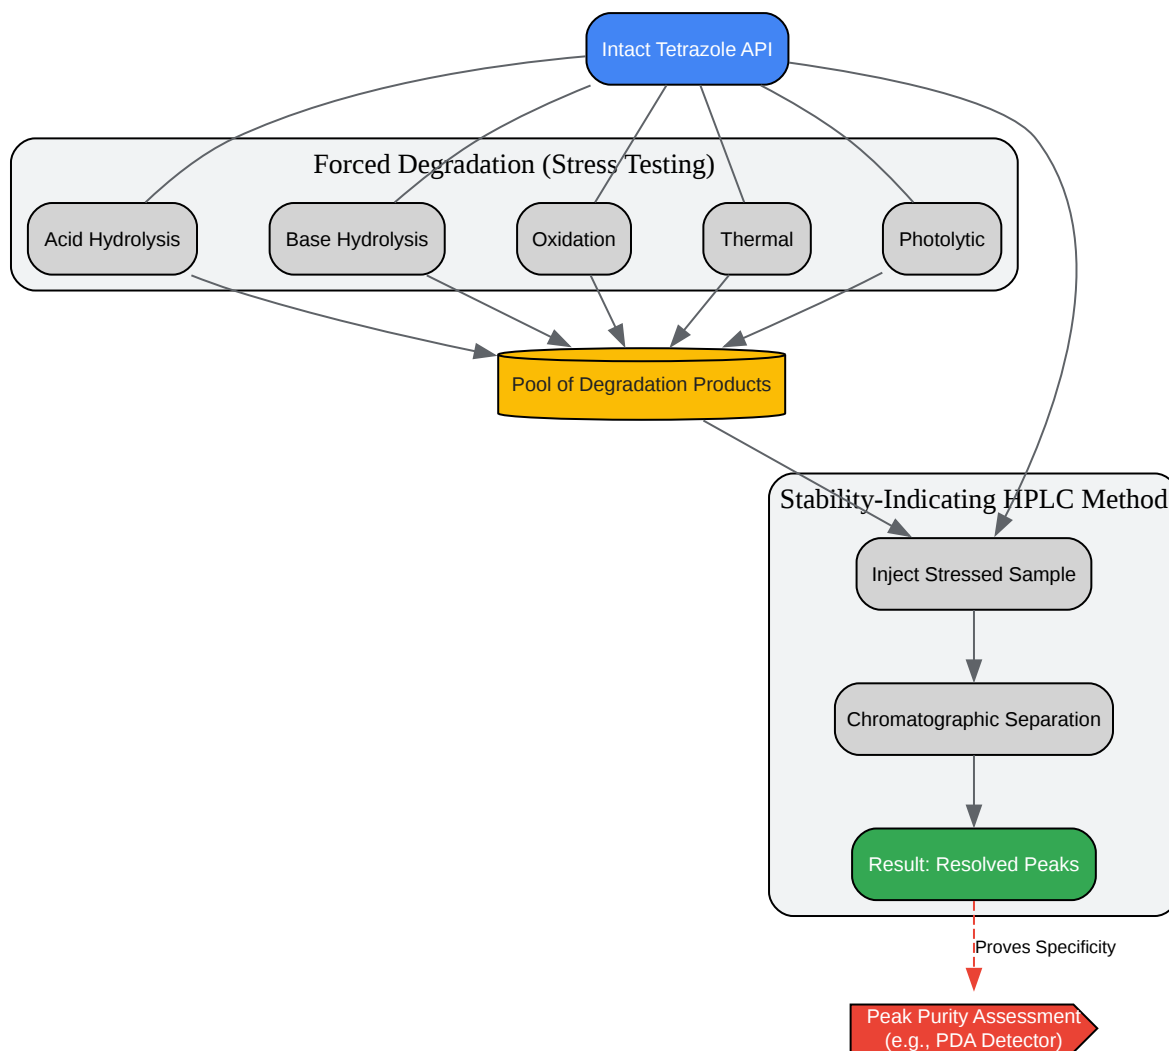 Intact Tetrazole API
Forced Degradation (Stress Testing)
Acid Hydrolysis
Base Hydrolysis
Oxidation
Thermal
Photolytic
Pool of Degradation Products
Stability-Indicating HPLC Method
Inject Stressed Sample
Chromatographic Separation
Result: Resolved Peaks
Proves Specificity
Peak Purity Assessment
(e.g., PDA Detector)